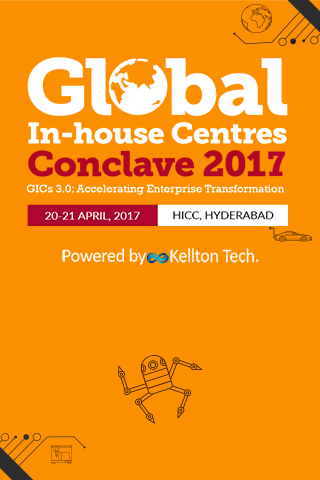 Global
In-house Centres
Conclave 2017
GICs 3.0: Accelerating Enterprise Transformation
20-21 APRIL, 2017 HICC, HYDERABAD
Powered by Kellton Tech.